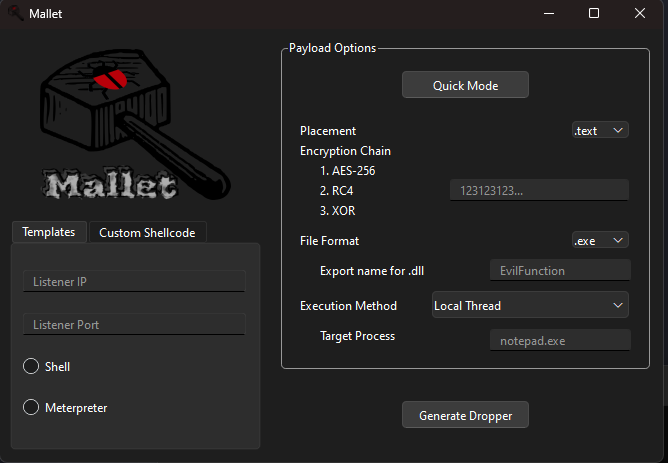 Mallet
Mallet
Templates
Custom Shellcode
Listener IP
Listener Port
Shell
Meterpreter
Payload Options
Quick Mode
Placement
.text
Encryption Chain
1. AES-256
2. RC4
123123123...
3. XOR
File Format
.exe
Export name for .dll
EvilFunction
Execution Method
Local Thread
Target Process
notepad.exe
Generate Dropper